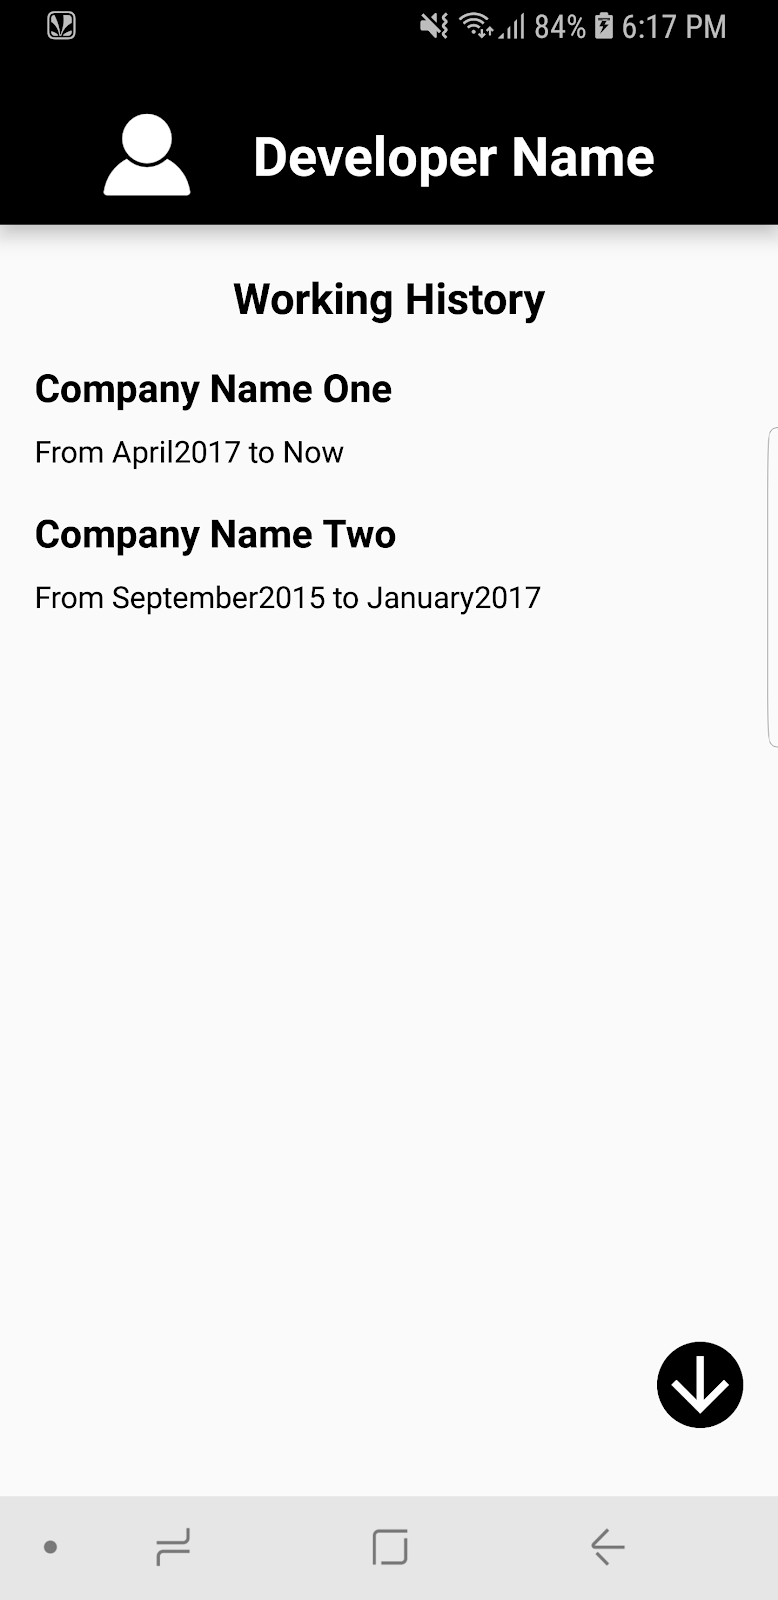 84% 6:17 PM
Developer Name
Working History
Company Name One
From April2017 to Now
Company Name Two
From September2015 to January2017